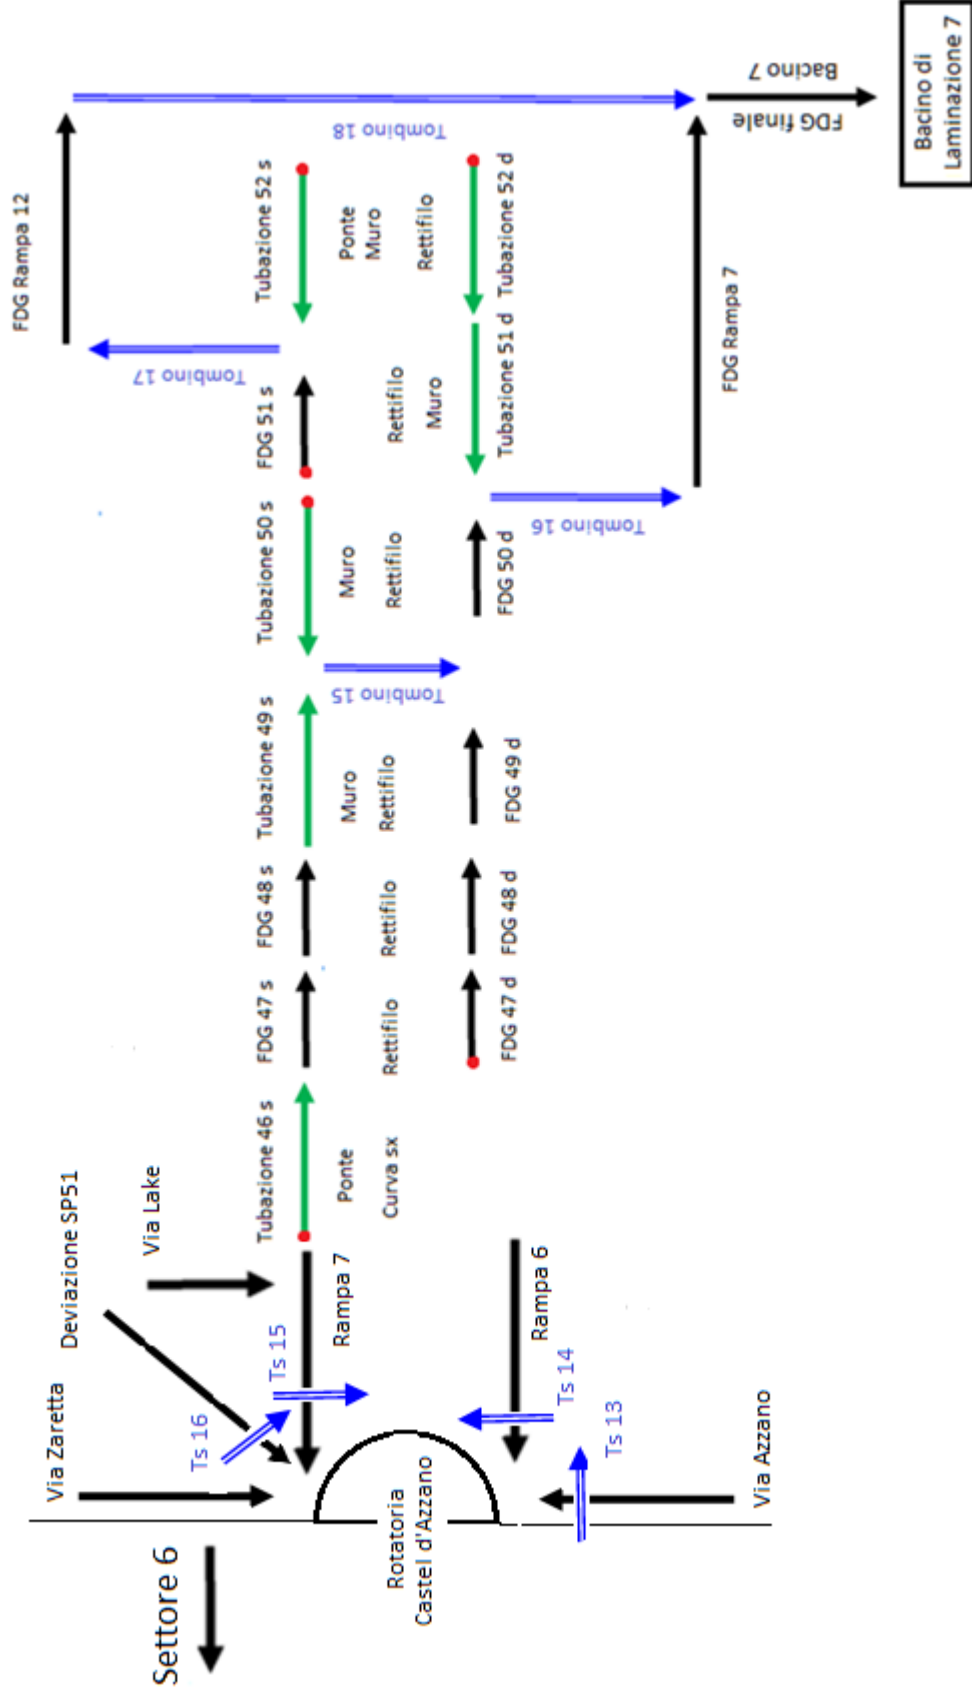 FDG Rampa 12
Tombino 17
Tombino 18
Bacino 7
FDG finale
Bacino di
Laminazione 7
Tubazione 46 s
FDG 47 s
FDG 48 s
Tubazione 49 s
Tubazione 50 s
FDG 51 s
Tubazione 52 s
Ponte
Curva sx
Rettifilo
Rettifilo
Muro
Rettifilo
Tombino 15
Muro
Rettifilo
Rettifilo
Muro
Ponte
Muro
Rettifilo
FDG 47 d
FDG 48 d
FDG 49 d
FDG 50 d
Tubazione 51 d
Tubazione 52 d
Tombino 16
FDG Rampa 7
Settore 6
Via Zaretta
Deviazione SP51
Via Lake
Ts 16
Ts 15
Rampa 7
Rotatoria
Castel d'Azzano
Rampa 6
Ts 14
Ts 13
Via Azzano